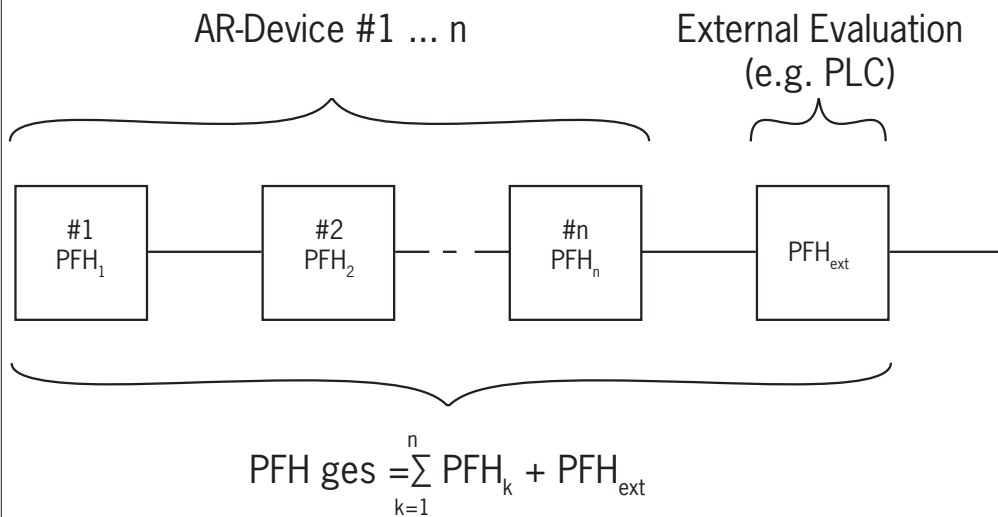 AR-Device #1 ... n
External Evaluation
(e.g. PLC)
#1
PFH₁
#2
PFH₂
#n
PFHₙ
PFHₑₓₜ
n
PFH ges =∑ PFHₖ + PFHₑₓₜ
k=1